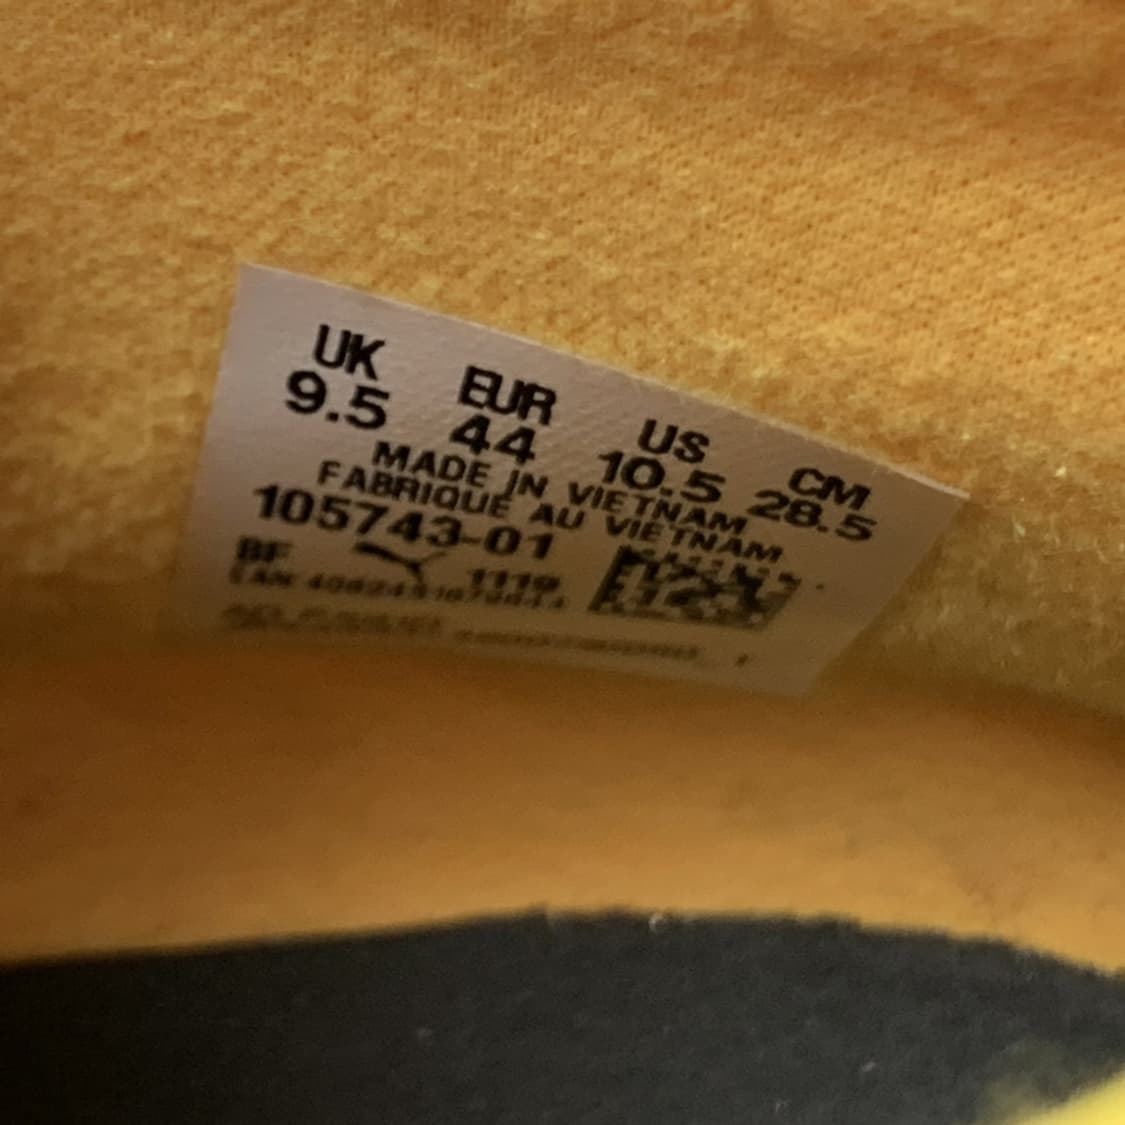 UK EUR US CM
9.5 44 10.5 28.5
MADE IN VIETNAM
FABRIQUE AU VIETNAM
105743-01
BF 1119
EAN: